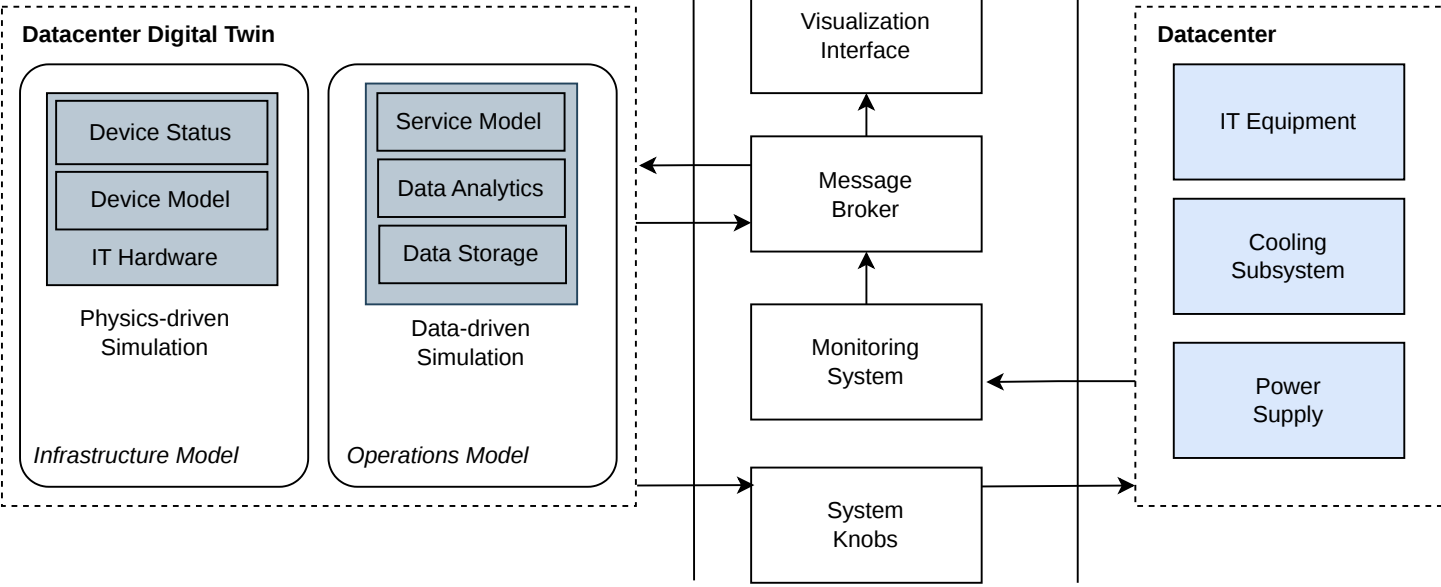 Datacenter Digital Twin
Device Status
Device Model
IT Hardware
Physics-driven
Simulation
Infrastructure Model
Service Model
Data Analytics
Data Storage
Data-driven
Simulation
Operations Model
Visualization
Interface
Message
Broker
Monitoring
System
System
Knobs
Datacenter
IT Equipment
Cooling
Subsystem
Power
Supply